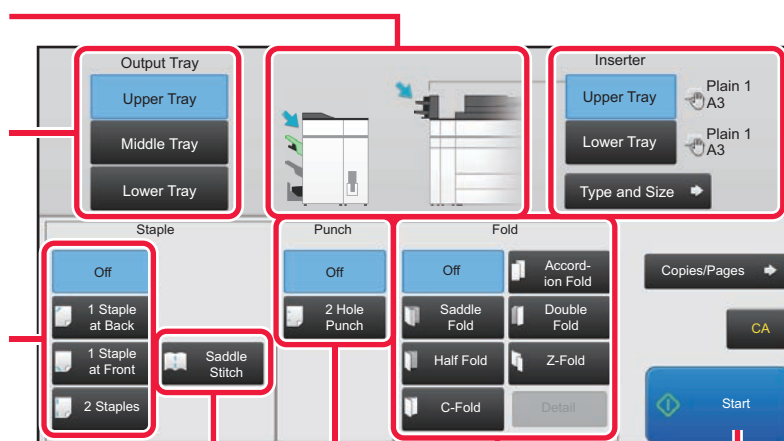 Output Tray
Upper Tray
Middle Tray
Lower Tray
Inserter
Upper Tray
Plain 1
A3
Lower Tray
Plain 1
A3
Type and Size
Staple
Off
1 Staple
at Back
1 Staple
at Front
2 Staples
Saddle
Stitch
Punch
Off
2 Hole
Punch
Fold
Off
Accord-
ion Fold
Saddle
Fold
Double
Fold
Half Fold
Z-Fold
C-Fold
Detail
Copies/Pages
CA
Start